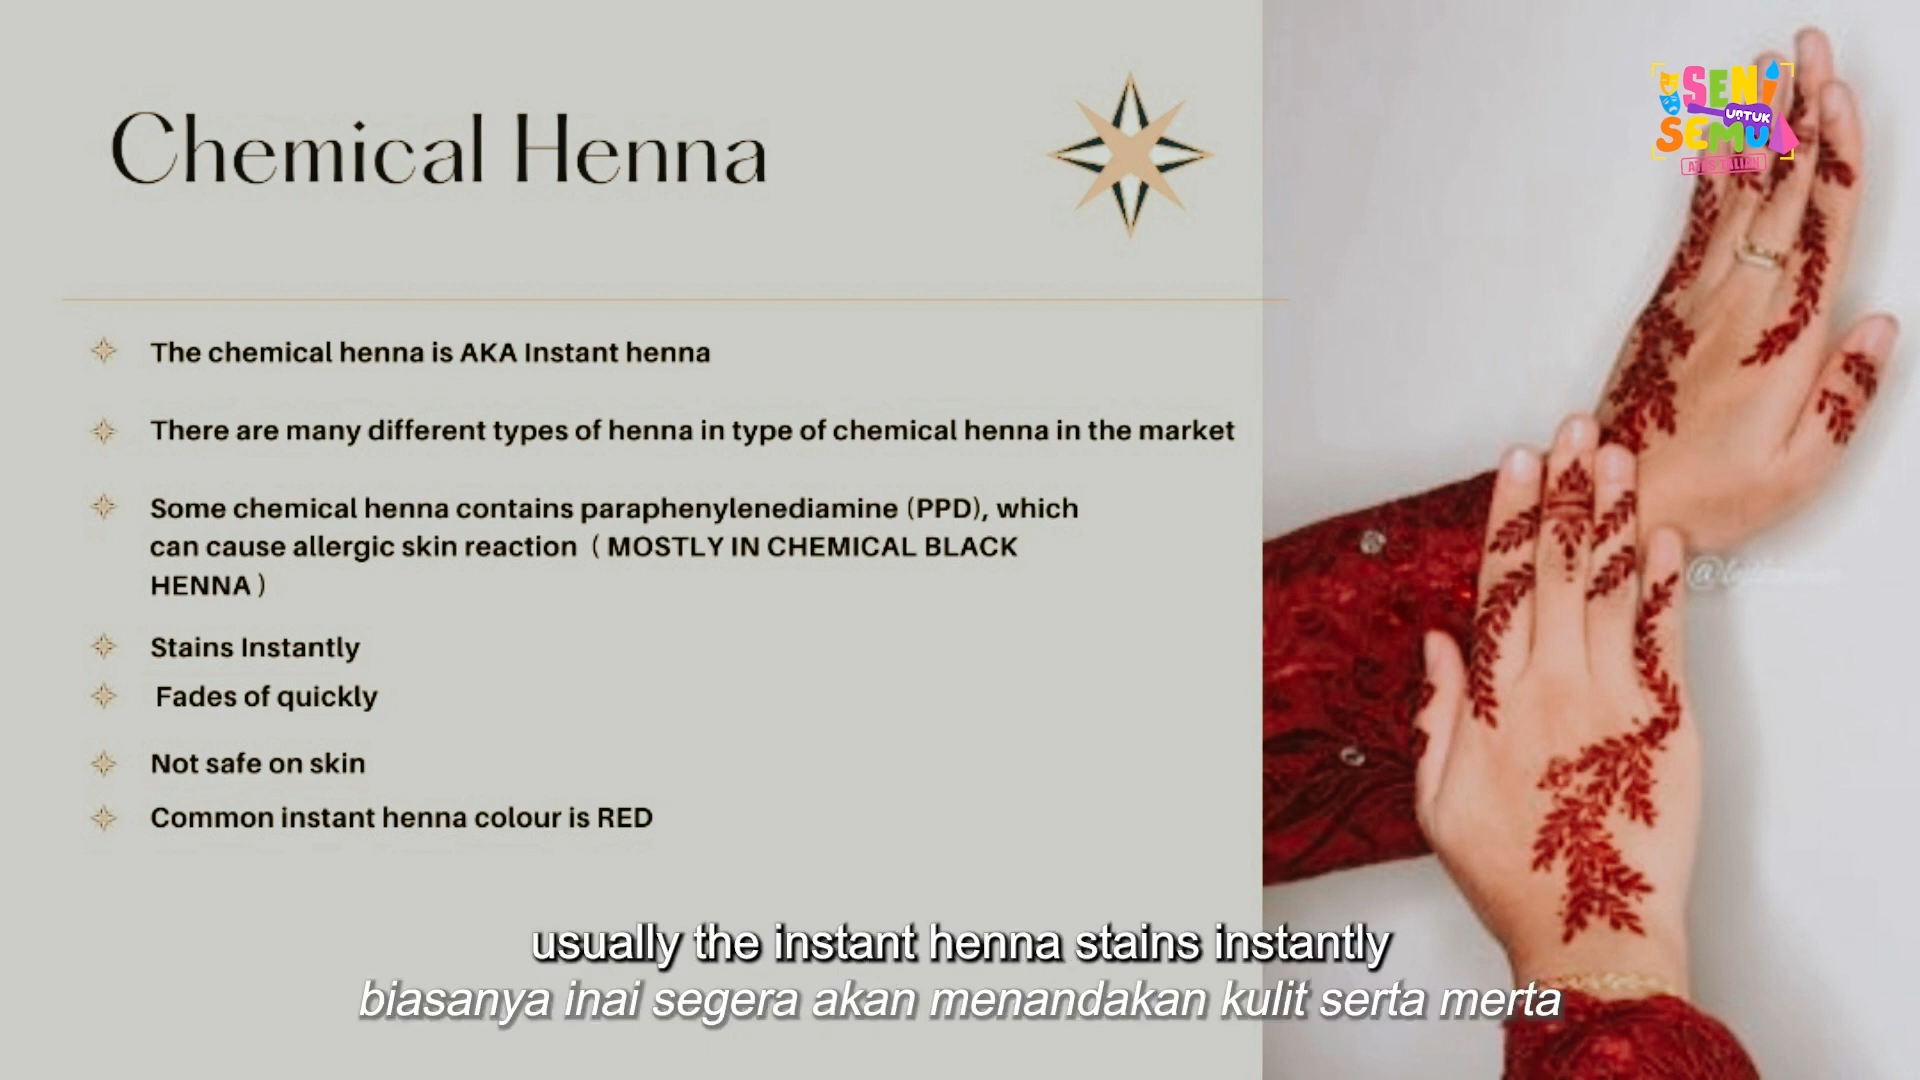 SENi
UNTUK
SEMUA
Chemical Henna
The chemical henna is AKA Instant henna
There are many different types of henna in type of chemical henna in the market
Some chemical henna contains paraphenylenediamine (PPD), which
can cause allergic skin reaction ( MOSTLY IN CHEMICAL BLACK
HENNA )
Stains Instantly
Fades of quickly
Not safe on skin
Common instant henna colour is RED
usually the instant henna stains instantly
biasanya inai segera akan menandakan kulit serta merta